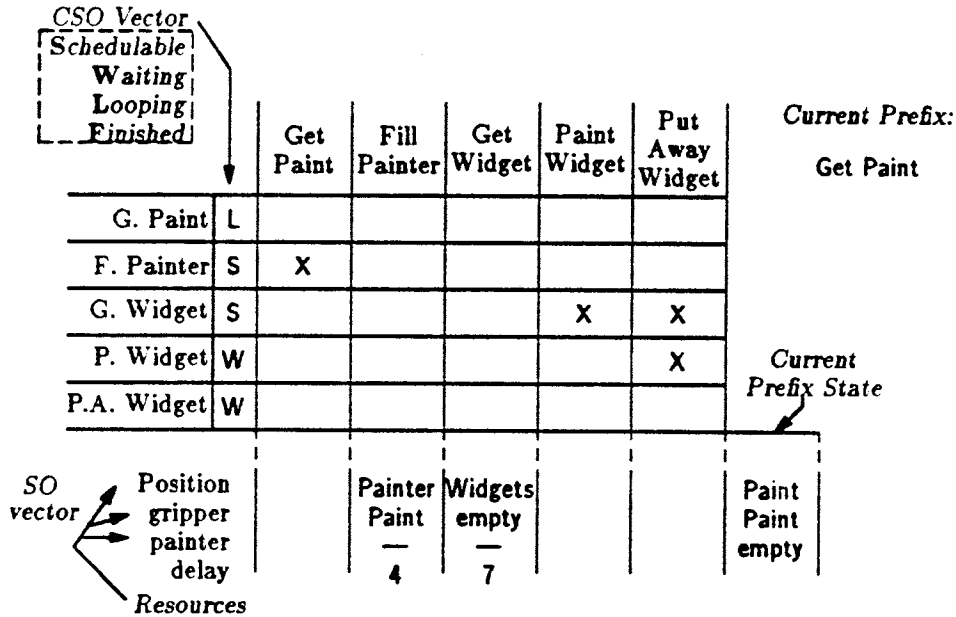 CSO Vector
Schedulable
Waiting
Looping
Finished
Get Paint
Fill Painter
Get Widget
Paint Widget
Put Away Widget
Current Prefix:
Get Paint
G. Paint L
F. Painter S X
G. Widget S X X
P. Widget W X
P.A. Widget W
Current
Prefix State
SO
vector
Position
gripper
painter
delay
Resources
Painter
Paint
—
4
Widgets
empty
—
7
Paint
Paint
empty